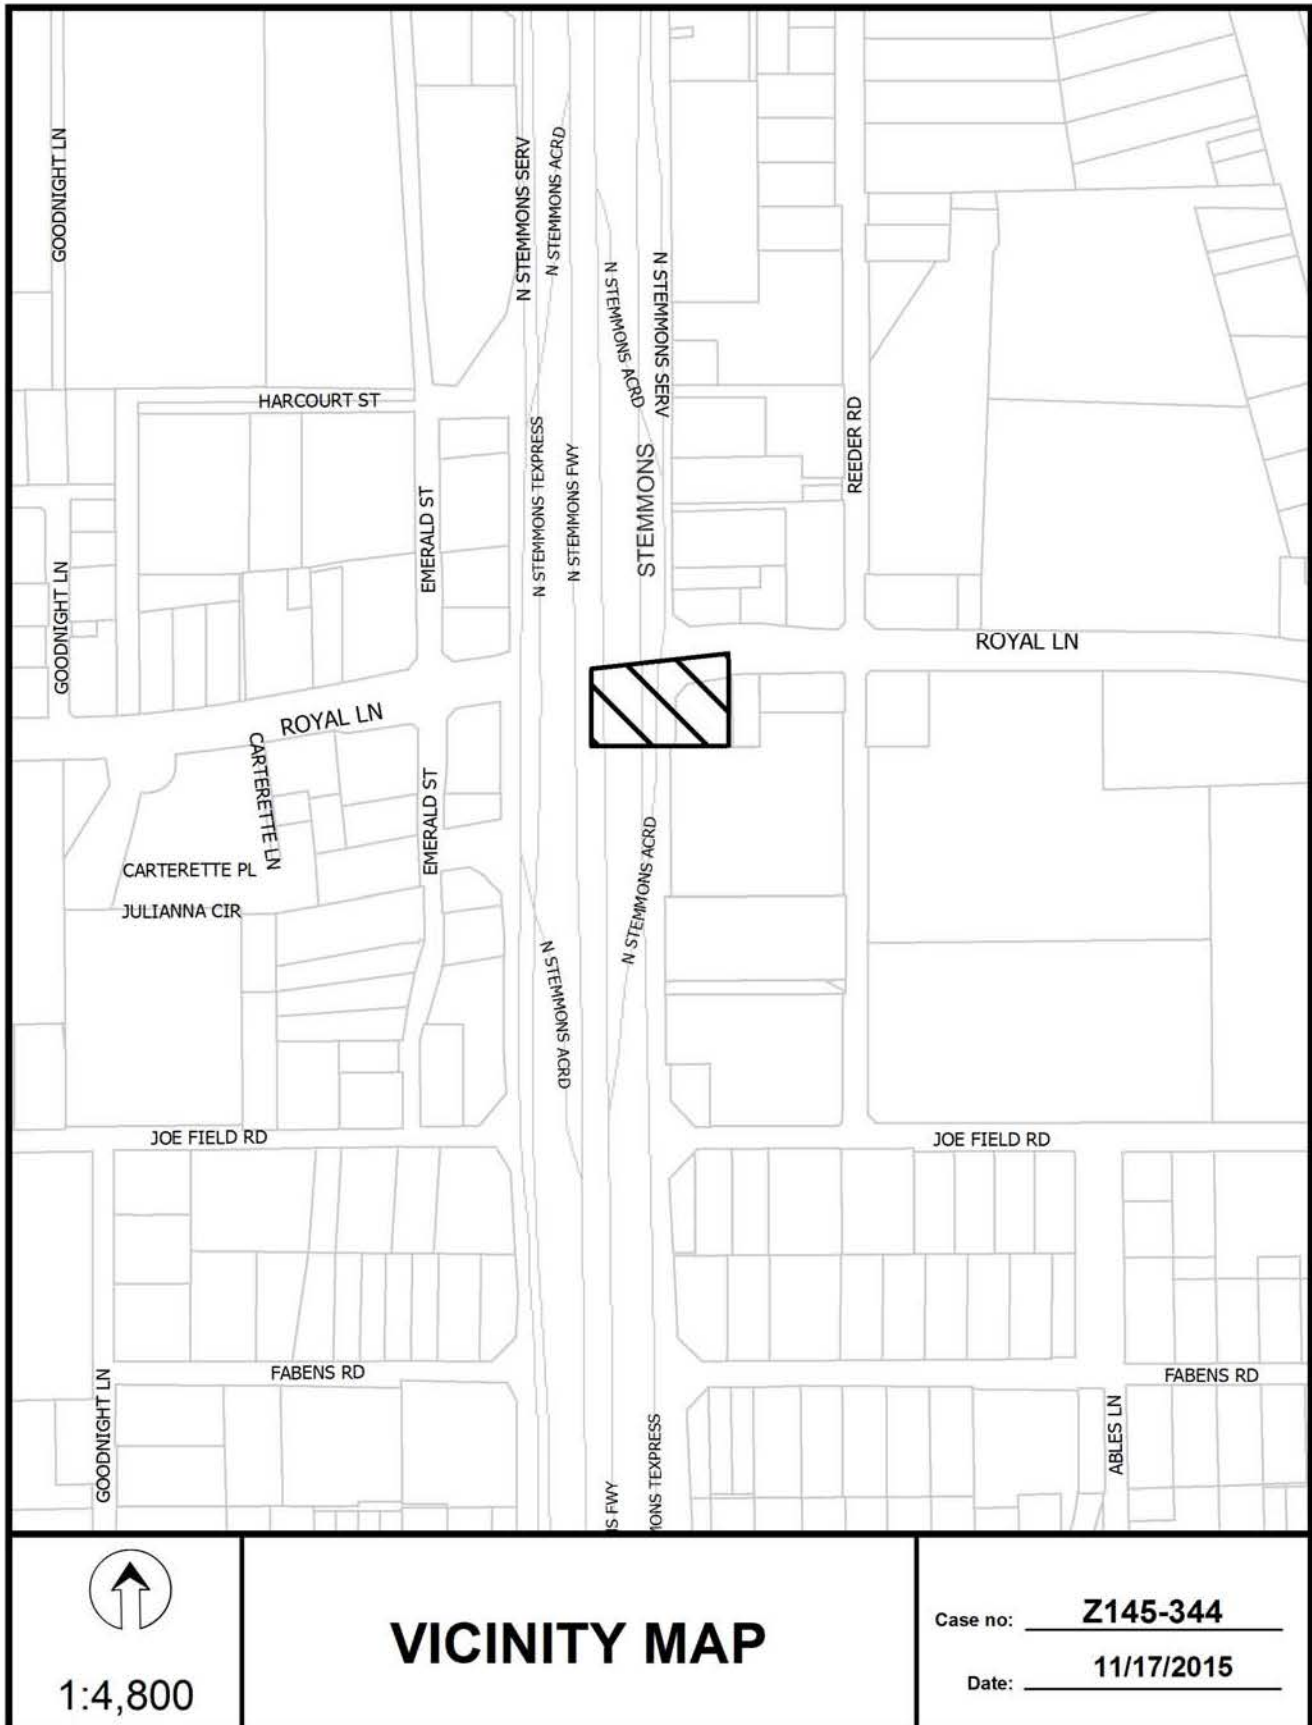 GOODNIGHT LN
N STEMMONS SERV
N STEMMONS ACRD
N STEMMONS ACRD
N STEMMONS SERV
HARCOURT ST
REEDER RD
N STEMMONS TEXPRESS
N STEMMONS FWY
STEMMONS
EMERALD ST
GOODNIGHT LN
ROYAL LN
ROYAL LN
CARTERETTE LN
EMERALD ST
N STEMMONS ACRD
CARTERETTE PL
JULIANNA CIR
N STEMMONS ACRD
JOE FIELD RD
JOE FIELD RD
FABENS RD
FABENS RD
GOODNIGHT LN
ABLES LN
IS FWY
MONS TEXPRESS
1:4,800
VICINITY MAP
Case no: Z145-344
Date: 11/17/2015